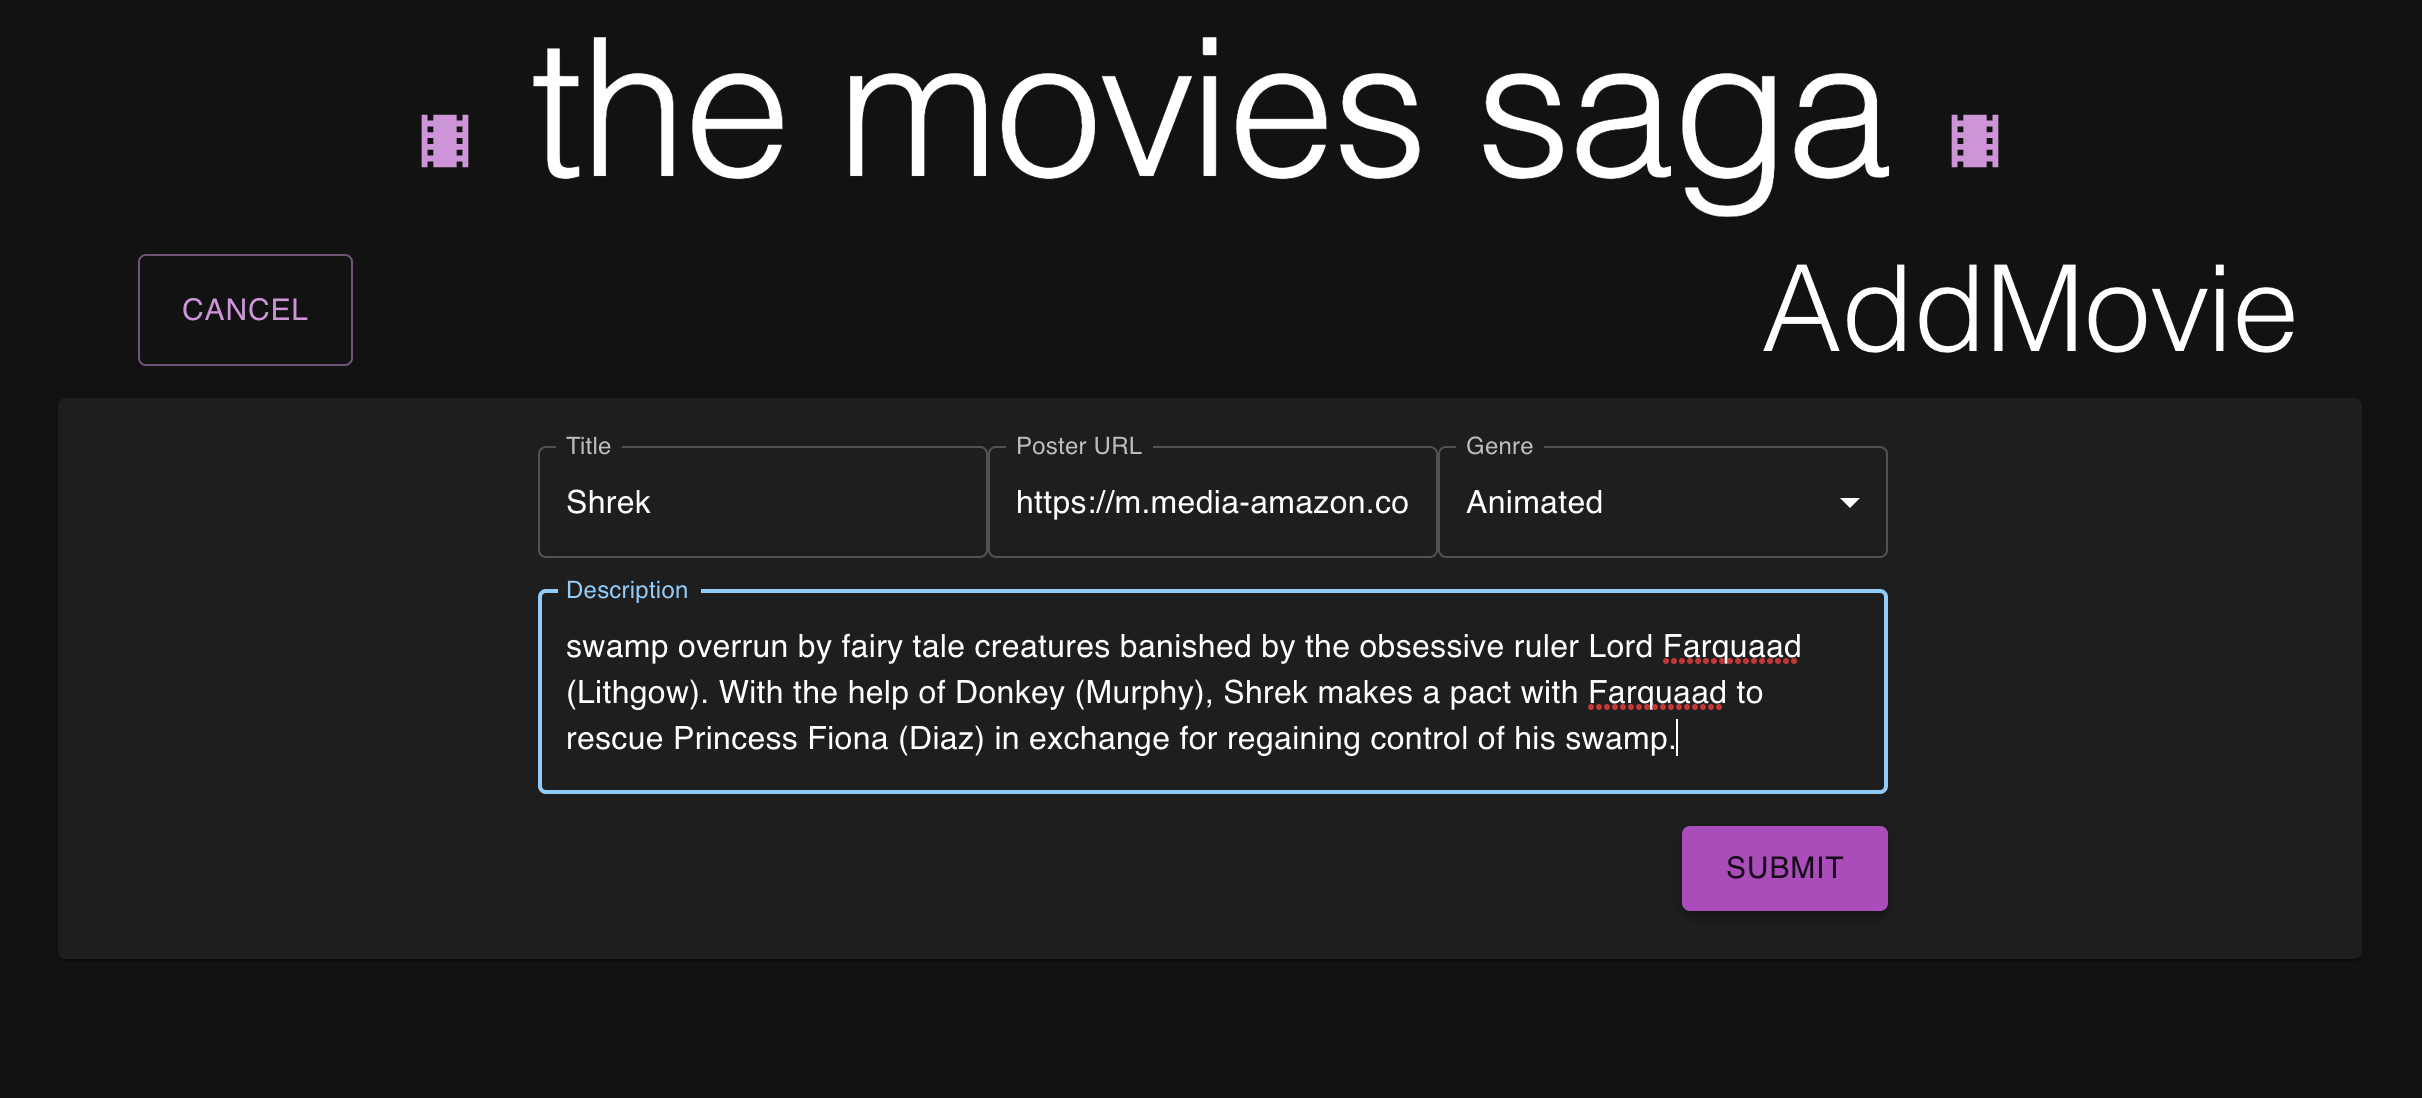 the movies saga
CANCEL
AddMovie
Title
Shrek
Poster URL
https://m.media-amazon.co
Genre
Animated
Description
swamp overrun by fairy tale creatures banished by the obsessive ruler Lord Farquaad
(Lithgow). With the help of Donkey (Murphy), Shrek makes a pact with Farquaad to
rescue Princess Fiona (Diaz) in exchange for regaining control of his swamp.
SUBMIT